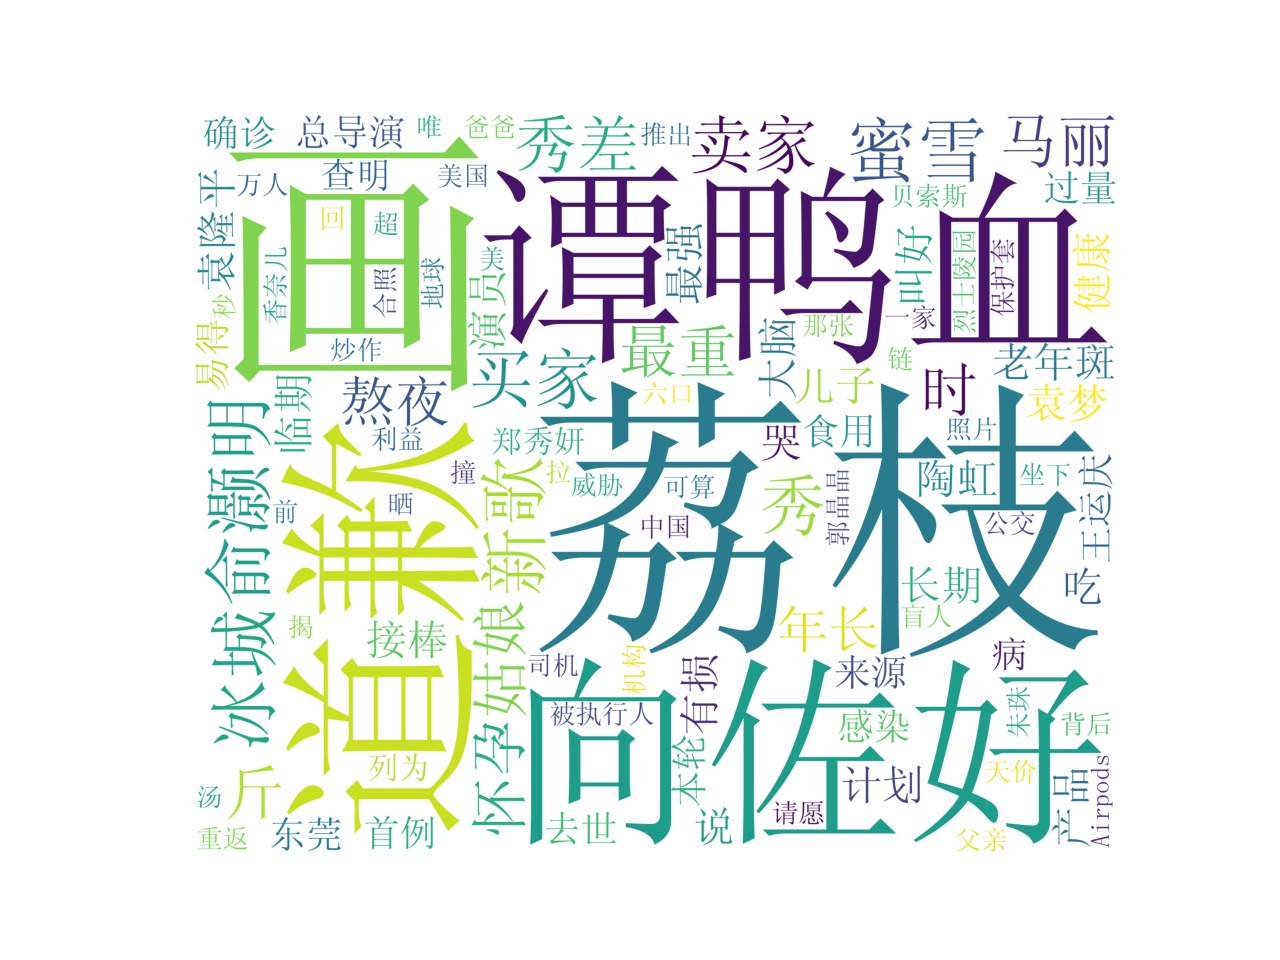 确诊
总导演
唯
爸爸
秀差
推出
卖家
蜜雪
马丽
万人
查明
美国
画
谭鸭血
贝索斯
过量
袁隆平
回
超
最强
叫好
烈士陵园
保护套
健康
香奈儿
合照
地球
美
演员
秒
易得
炒作
买家
最重
大脑
那张
一家
链
时
老年斑
临期
熬夜
六口
儿子
袁梦
俞灏明
利益
郑秀妍
哭
食用
照片
道歉
撞
拉
威胁
可算
荔枝
秀
郭晶晶
陶虹
坐下
王运庆
前
晒
新歌
中国
公交
长期
吃
冰城
揭
接棒
姑娘
年长
盲人
司机
机构
有损
来源
病
向佐
好
怀孕
被执行人
感染
朱珠
背后
列为
本轮
计划
天价
产品
Airpods
汤
斤
请愿
重返
东莞
首例
去世
说
父亲